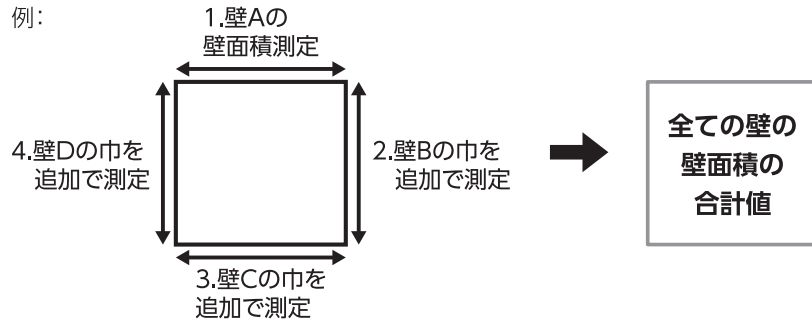 例：
1.壁Aの
壁面積測定
4.壁Dの巾を
追加で測定
2.壁Bの巾を
追加で測定
3.壁Cの巾を
追加で測定
全ての壁の
壁面積の
合計値